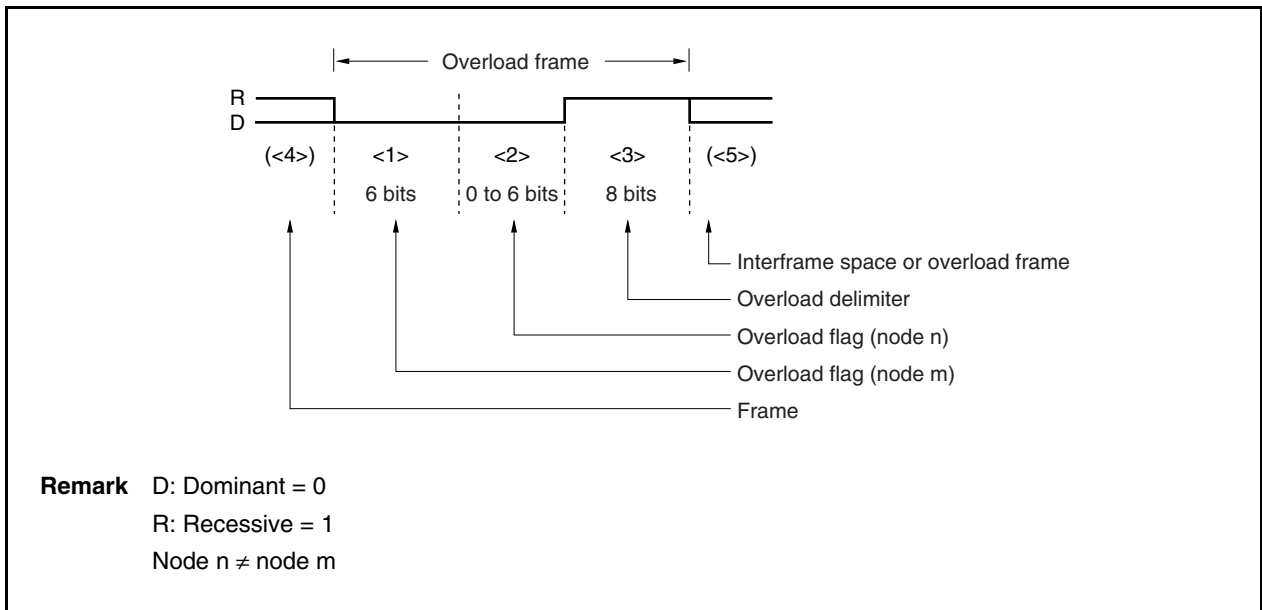 Overload frame
R
D
(<4>) <1> <2> <3> (<5>)
6 bits 0 to 6 bits 8 bits
Interframe space or overload frame
Overload delimiter
Overload flag (node n)
Overload flag (node m)
Frame
Remark D: Dominant = 0
R: Recessive = 1
Node n ≠ node m